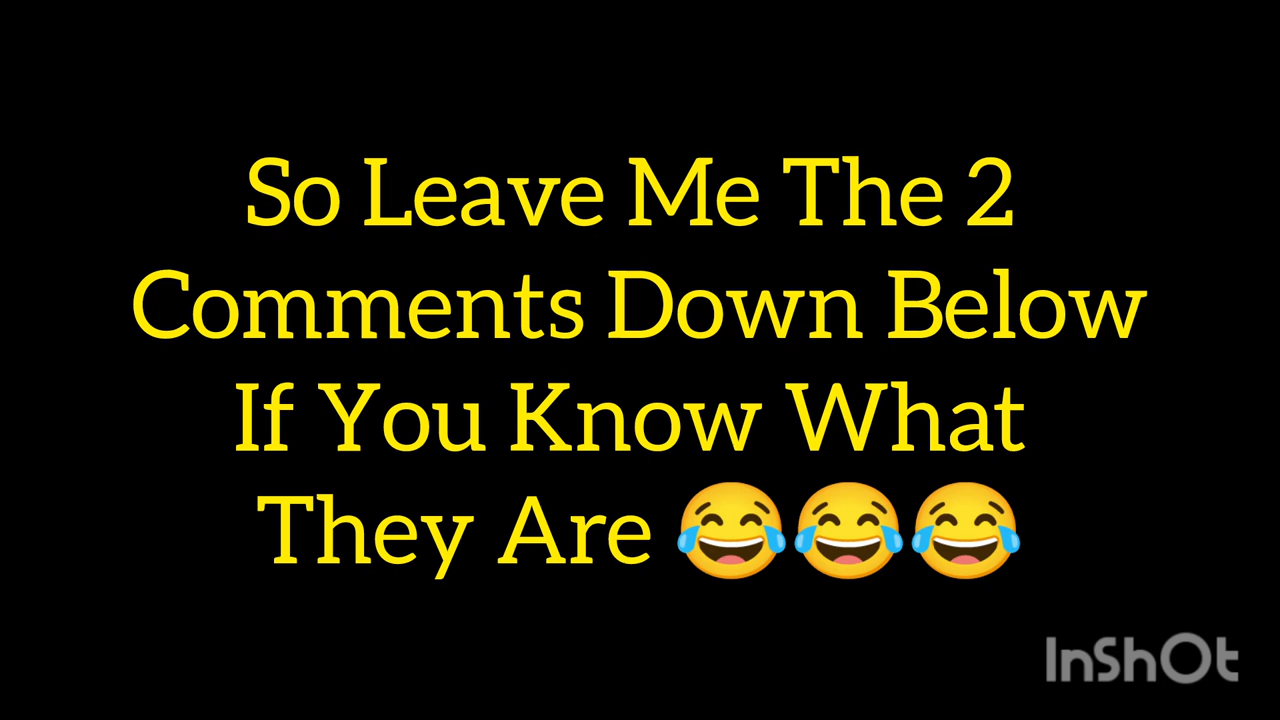 So Leave Me The 2
Comments Down Below
If You Know What
They Are 😂😂😂
InShOt